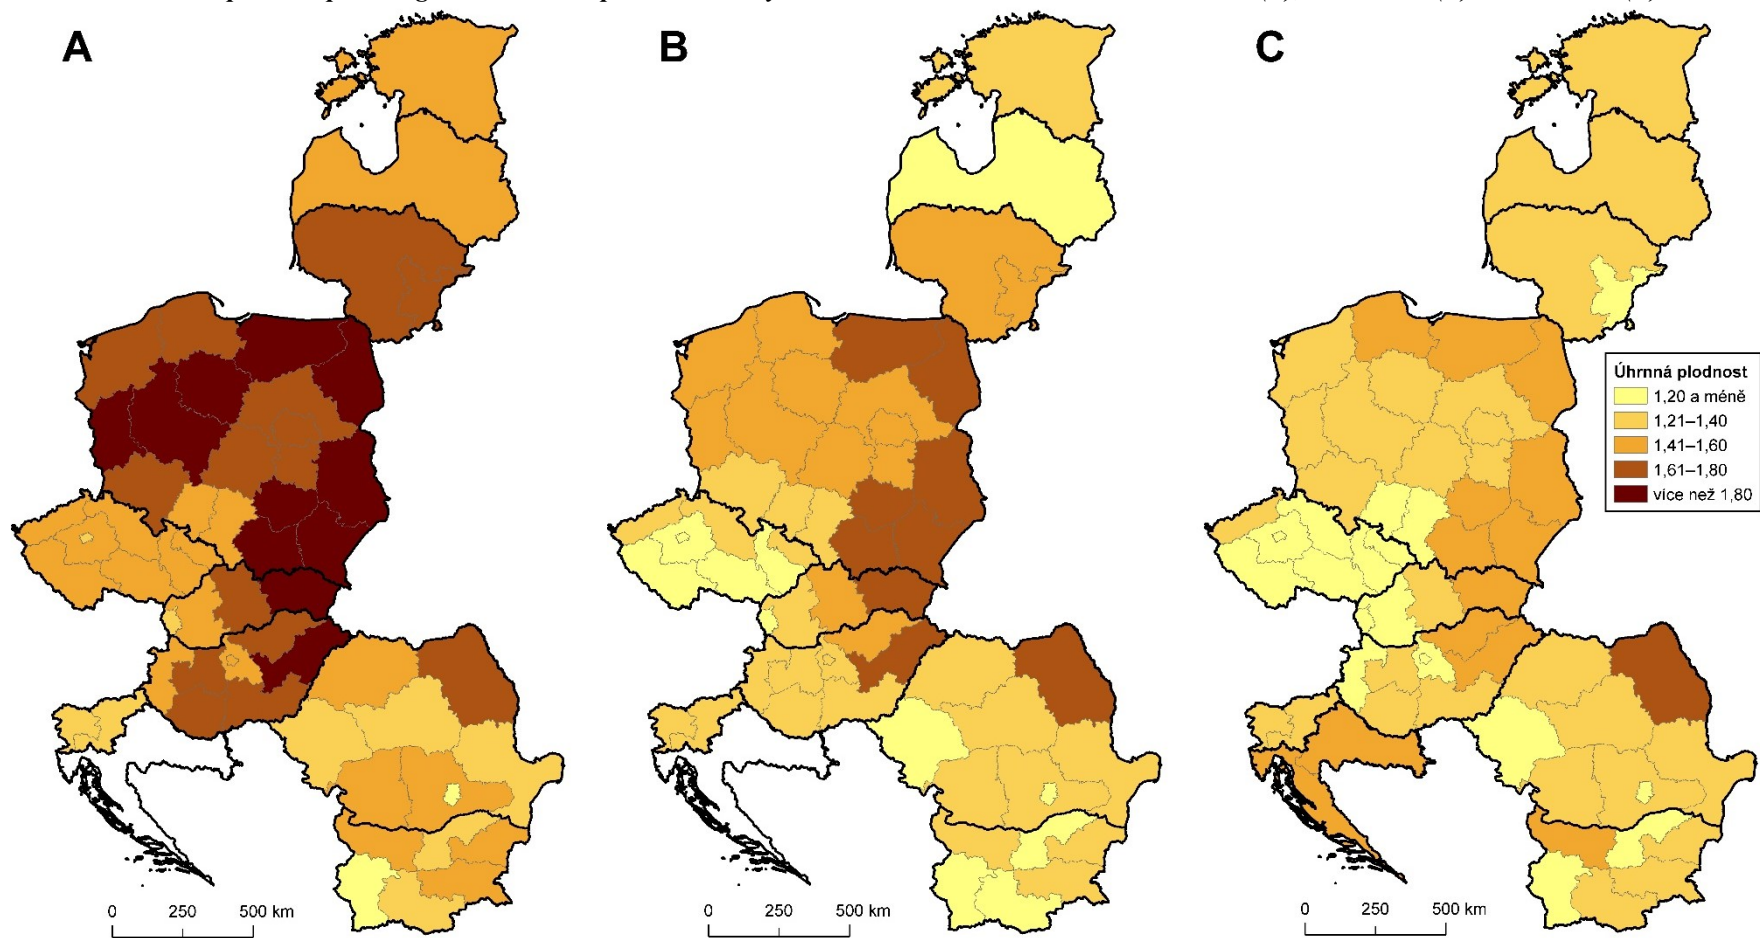 A
B
C
Úhrnná plodnost
1,20 a méně
1,21–1,40
1,41–1,60
1,61–1,80
více než 1,80
0 250 500 km
0 250 500 km
0 250 500 km